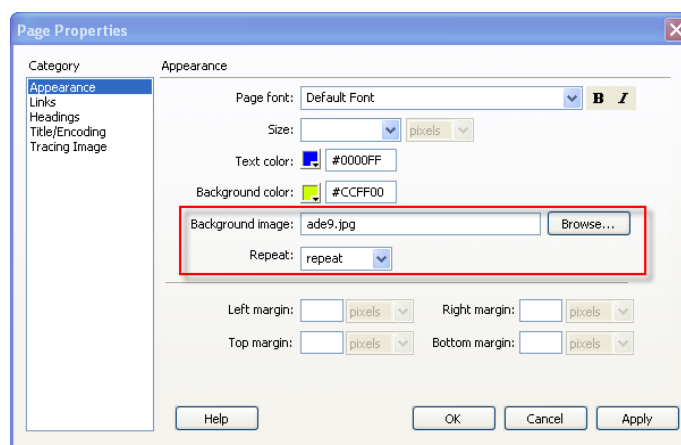 Page Properties
Category
Appearance
Links
Headings
Title/Encoding
Tracing Image
Appearance
Page font: Default Font B I
Size: pixels
Text color: #0000FF
Background color: #CCFF00
Background image: ade9.jpg Browse...
Repeat: repeat
Left margin: pixels Right margin: pixels
Top margin: pixels Bottom margin: pixels
Help OK Cancel Apply